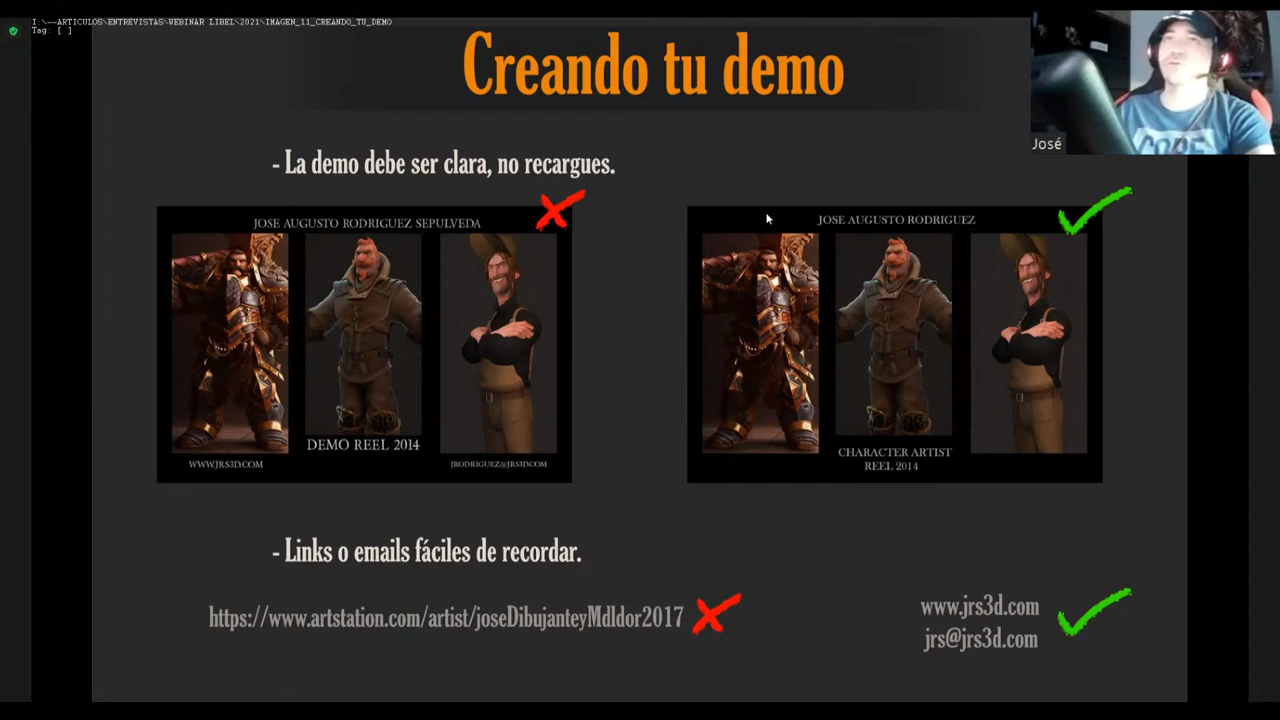 I:\--ARTICULOS\ENTREVISTAS\WEBINAR LIBEL\2021\IMAGEN_11_CREANDO_TU_DEMO
Tag: [ ]
Creando tu demo
José
- La demo debe ser clara, no recargues.
JOSE AUGUSTO RODRIGUEZ SEPULVEDA
DEMO REEL 2014
WWW.JRS3D.COM
JRODRIGUEZ@JRS3D.COM
JOSE AUGUSTO RODRIGUEZ
CHARACTER ARTIST
REEL 2014
- Links o emails fáciles de recordar.
https://www.artstation.com/artist/joseDibujanteyMdldor2017
www.jrs3d.com
jrs@jrs3d.com